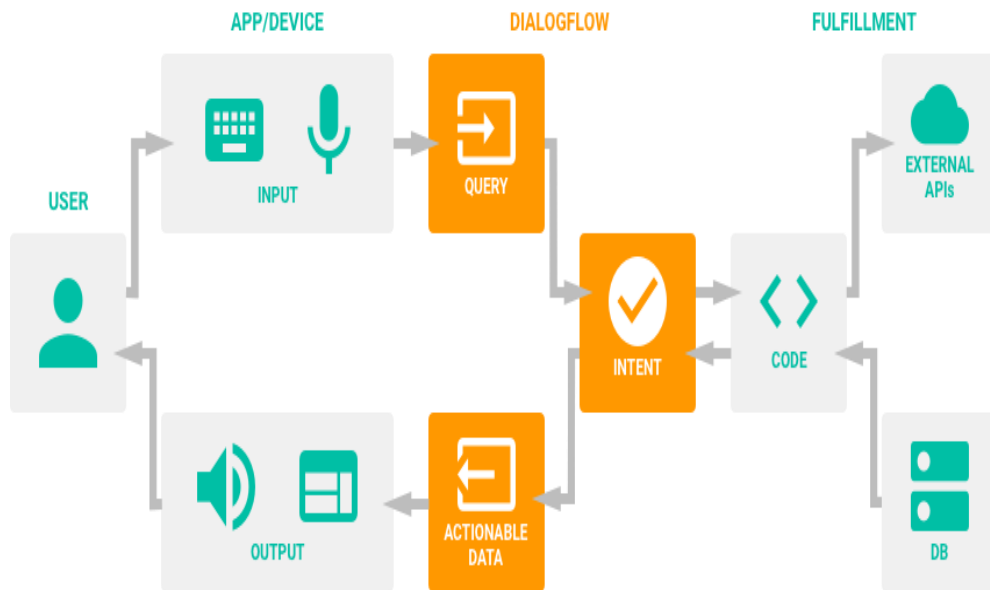 APP/DEVICE
DIALOGFLOW
FULFILLMENT
USER
INPUT
QUERY
EXTERNAL
APIs
INTENT
CODE
OUTPUT
ACTIONABLE
DATA
DB